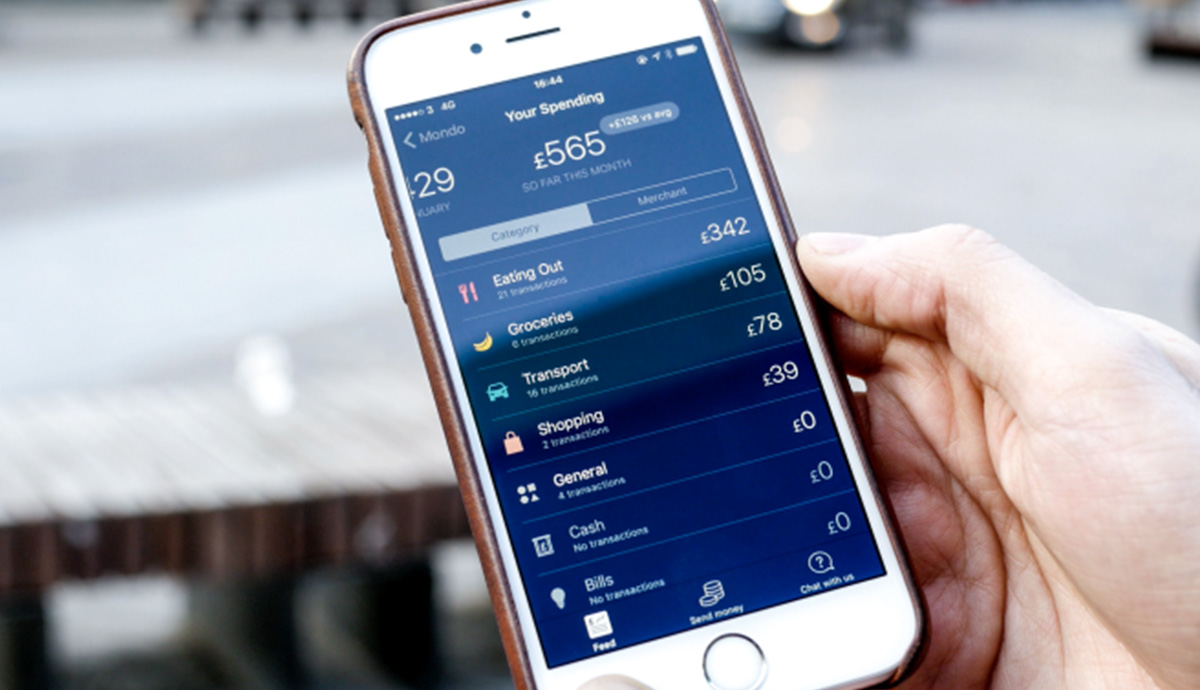 3 4G
16:44
Mondo
Your Spending
29
£565
+£126 vs avg
SO FAR THIS MONTH
Category
Merchant
Eating Out
£342
21 transactions
Groceries
£105
6 transactions
Transport
£78
16 transactions
Shopping
£39
2 transactions
General
£0
4 transactions
Cash
£0
No transactions
Bills
£0
No transactions
Feed
Send money
Chat with us